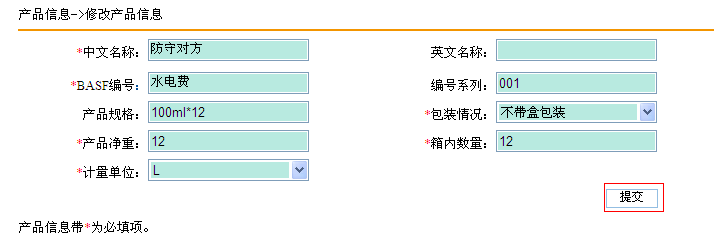 产品信息->修改产品信息
*中文名称: 防守对方 英文名称:
*BASF编号: 水电费 编号系列: 001
产品规格: 100ml*12 *包装情况: 不带盒包装
*产品净重: 12 *箱内数量: 12
*计量单位: L
提交
产品信息带*为必填项。